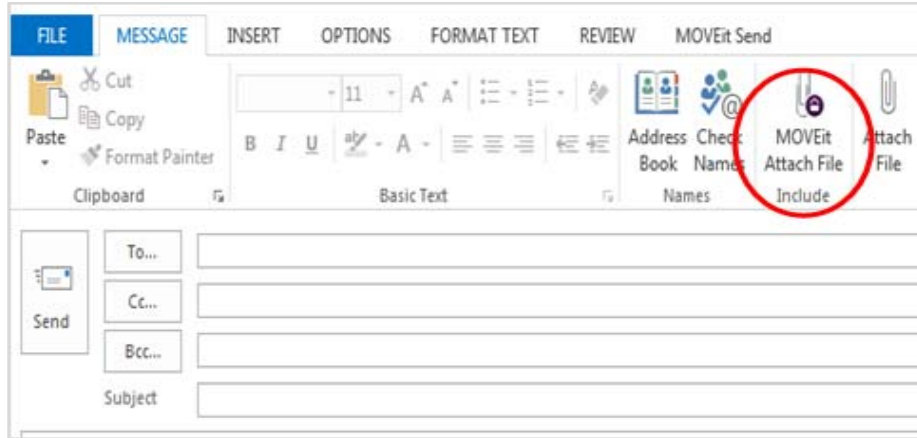 FILE MESSAGE INSERT OPTIONS FORMAT TEXT REVIEW MOVEit Send
Paste
Cut
Copy
Format Painter
Clipboard
11 A A
B I U aby A
Basic Text
Address Book
Check Names
Names
MOVEit Attach File
Include
Attach File
Send
To...
Cc...
Bcc...
Subject